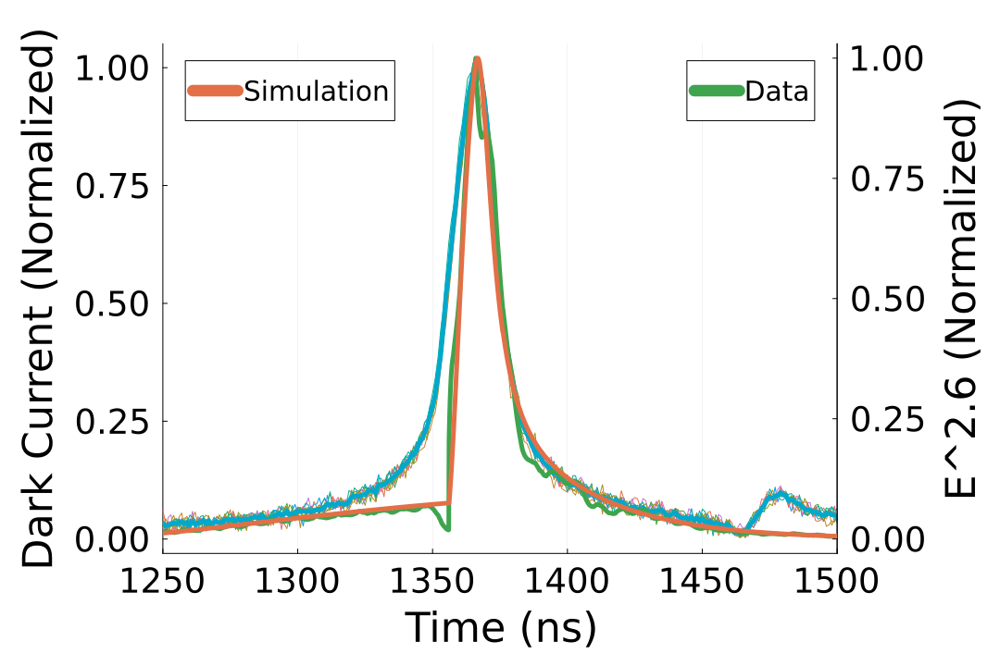 Dark Current (Normalized)
1.00
0.75
0.50
0.25
0.00
Simulation
Data
1.00
0.75
0.50
0.25
0.00
E^2.6 (Normalized)
1250 1300 1350 1400 1450 1500
Time (ns)